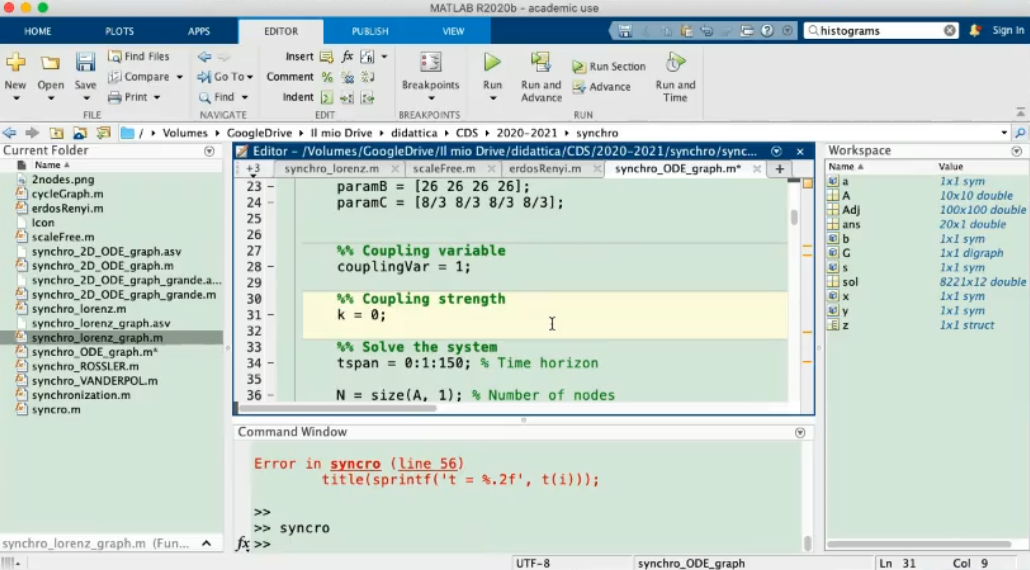 MATLAB R2020b - academic use
HOME PLOTS APPS EDITOR PUBLISH VIEW histograms Sign In
New Open Save Find Files Compare Print
FILE
Go To Find
NAVIGATE
Insert fx
Comment %
Indent
EDIT
Breakpoints
BREAKPOINTS
Run Run and Advance Run Section Advance Run and Time
RUN
/ Volumes GoogleDrive Il mio Drive didattica CDS 2020-2021 synchro
Current Folder
Name
2nodes.png
cycleGraph.m
erdosRenyi.m
Icon
scaleFree.m
synchro_2D_ODE_graph.asv
synchro_2D_ODE_graph.m
synchro_2D_ODE_graph_grande.a...
synchro_2D_ODE_graph_grande.m
synchro_lorenz.m
synchro_lorenz_graph.asv
synchro_lorenz_graph.m
synchro_ODE_graph.m*
synchro_ROSSLER.m
synchro_VANDERPOL.m
synchronization.m
syncro.m
synchro_lorenz_graph.m (Fun...
Editor - /Volumes/GoogleDrive/Il mio Drive/didattica/CDS/2020-2021/synchro/sync...
+3 synchro_lorenz.m scaleFree.m erdosRenyi.m synchro_ODE_graph.m* +
23 - paramB = [26 26 26 26];
24 - paramC = [8/3 8/3 8/3 8/3];
25
26
27 %% Coupling variable
28 - couplingVar = 1;
29
30 %% Coupling strength
31 - k = 0;
32
33 %% Solve the system
34 - tspan = 0:1:150; % Time horizon
35
36 - N = size(A, 1); % Number of nodes
Command Window
Error in syncro (line 56)
title(sprintf('t = %.2f', t(i)));
>>
>> syncro
fx >>
Workspace
Name Value
a 1x1 sym
A 10x10 double
Adj 100x100 double
ans 20x1 double
b 1x1 sym
G 1x1 digraph
s 1x1 sym
sol 8221x12 double
x 1x1 sym
y 1x1 sym
z 1x1 struct
UTF-8 synchro_ODE_graph Ln 31 Col 9